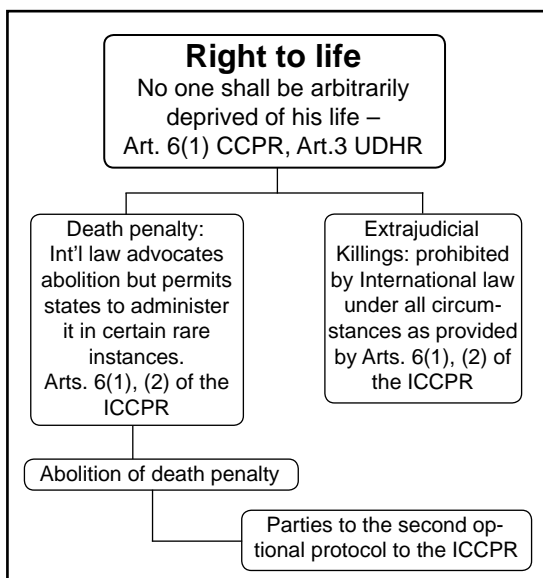 Right to life
No one shall be arbitrarily
deprived of his life –
Art. 6(1) CCPR, Art.3 UDHR
Death penalty:
Int'l law advocates
abolition but permits
states to administer
it in certain rare
instances.
Arts. 6(1), (2) of the
ICCPR
Extrajudicial
Killings: prohibited
by International law
under all circum-
stances as provided
by Arts. 6(1), (2) of
the ICCPR
Abolition of death penalty
Parties to the second op-
tional protocol to the ICCPR